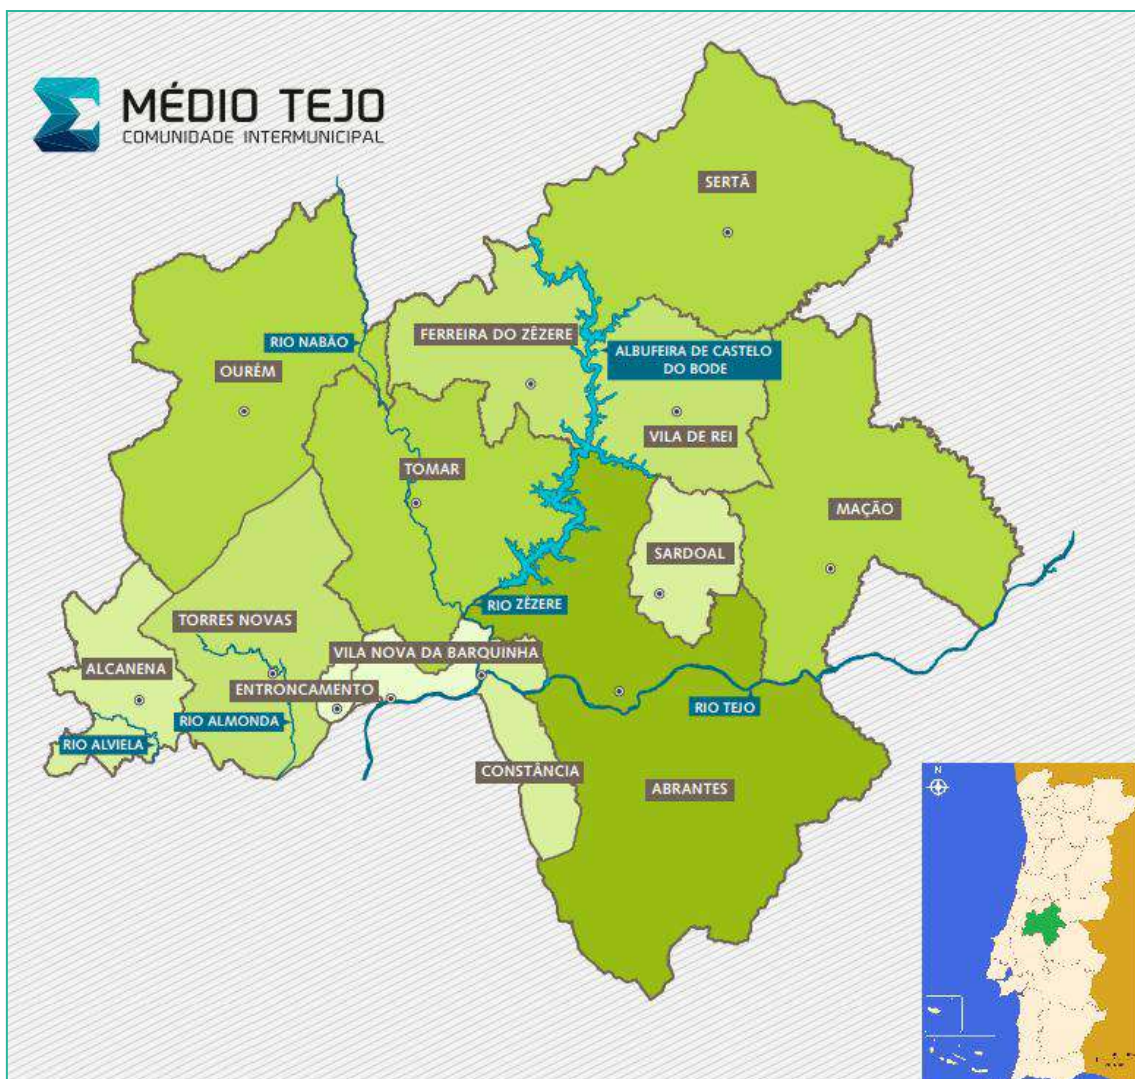 MÉDIO TEJO
COMUNIDADE INTERMUNICIPAL
SERTÃ
FERREIRA DO ZÊZERE
RIO NABÃO
ALBUFEIRA DE CASTELO
DO BODE
OURÉM
VILA DE REI
TOMAR
MAÇÃO
SARDOAL
RIO ZÊZERE
TORRES NOVAS
VILA NOVA DA BARQUINHA
ALCANENA
ENTRONCAMENTO
RIO TEJO
RIO ALMONDA
RIO ALVIELA
CONSTÂNCIA
ABRANTES
N